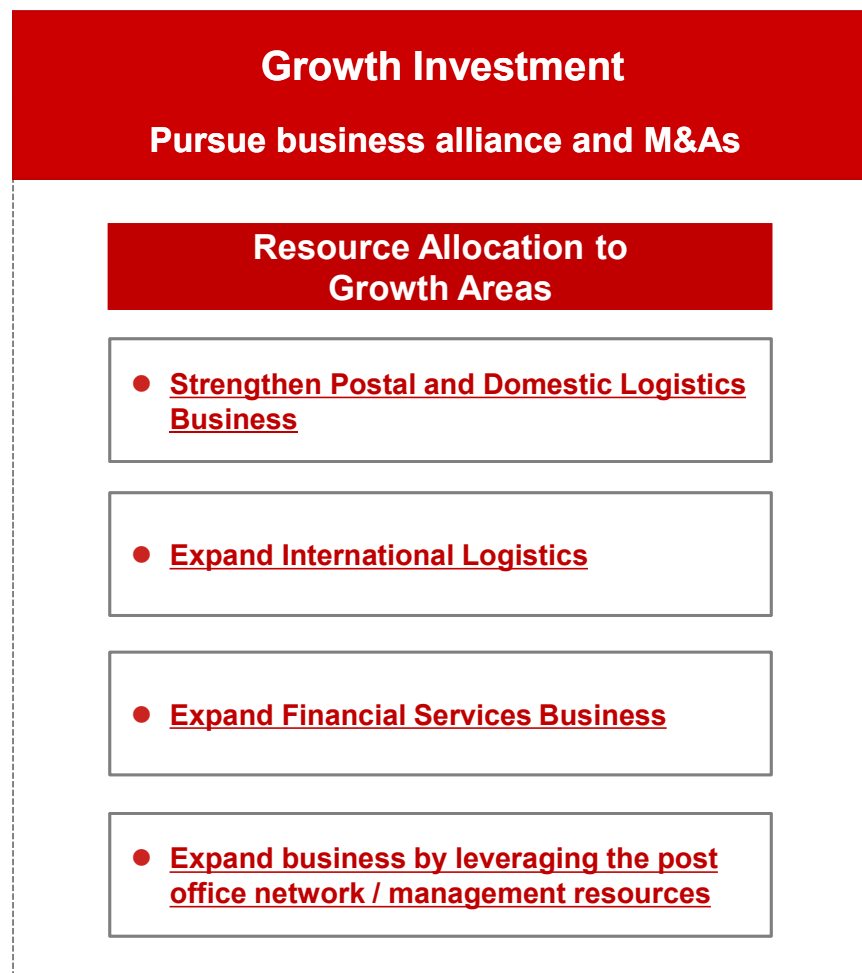 Growth Investment
Pursue business alliance and M&As
Resource Allocation to
Growth Areas
● Strengthen Postal and Domestic Logistics
Business
● Expand International Logistics
● Expand Financial Services Business
● Expand business by leveraging the post
office network / management resources